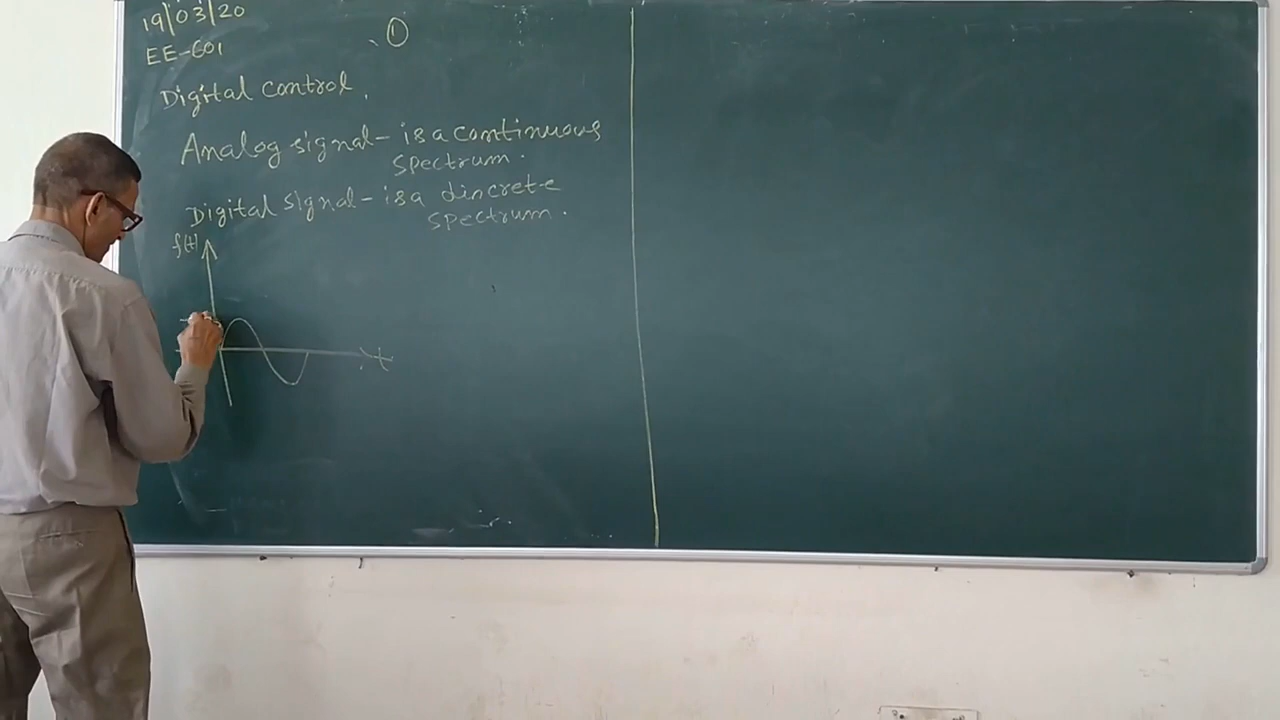 19/03/20
①
EE-601
Digital control,
Analog signal - is a continuous
spectrum.
Digital signal - is a discrete
spectrum.
f(t)
t